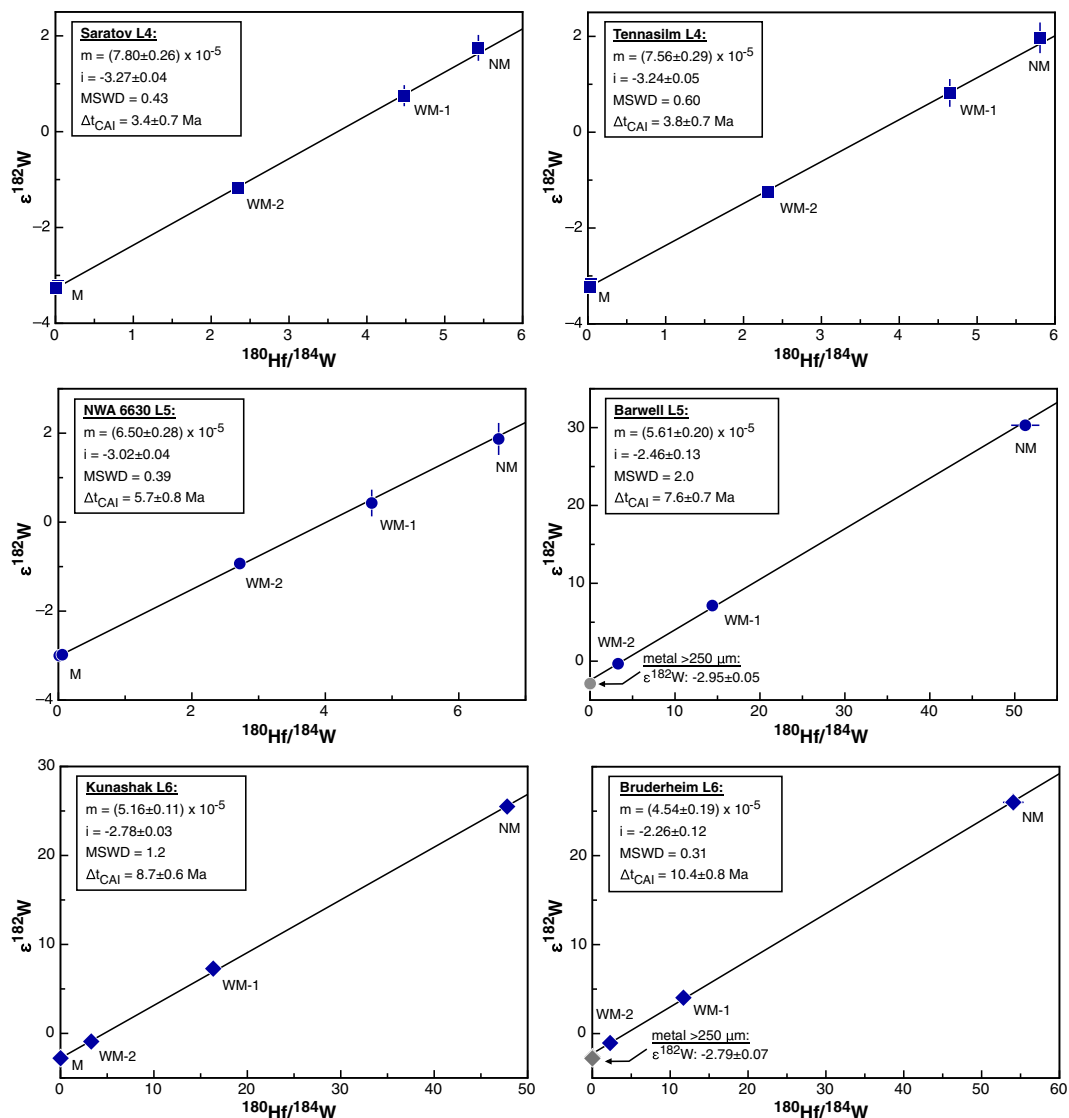 Saratov L4:
m = (7.80±0.26) x 10-5
i = -3.27±0.04
MSWD = 0.43
ΔtCAI = 3.4±0.7 Ma
2
0
−2
−4
ε182W
M
WM-2
WM-1
NM
0 1 2 3 4 5 6
180Hf/184W
Tennasilm L4:
m = (7.56±0.29) x 10-5
i = -3.24±0.05
MSWD = 0.60
ΔtCAI = 3.8±0.7 Ma
2
0
−2
−4
ε182W
M
WM-2
WM-1
NM
0 1 2 3 4 5 6
180Hf/184W
NWA 6630 L5:
m = (6.50±0.28) x 10-5
i = -3.02±0.04
MSWD = 0.39
ΔtCAI = 5.7±0.8 Ma
2
0
−2
−4
ε182W
M
WM-2
WM-1
NM
0 2 4 6
180Hf/184W
Barwell L5:
m = (5.61±0.20) x 10-5
i = -2.46±0.13
MSWD = 2.0
ΔtCAI = 7.6±0.7 Ma
30
20
10
0
ε182W
WM-2
WM-1
NM
metal >250 μm:
ε182W: -2.95±0.05
0 10 20 30 40 50
180Hf/184W
Kunashak L6:
m = (5.16±0.11) x 10-5
i = -2.78±0.03
MSWD = 1.2
ΔtCAI = 8.7±0.6 Ma
30
20
10
0
ε182W
M
WM-2
WM-1
NM
0 10 20 30 40 50
180Hf/184W
Bruderheim L6:
m = (4.54±0.19) x 10-5
i = -2.26±0.12
MSWD = 0.31
ΔtCAI = 10.4±0.8 Ma
20
10
0
ε182W
WM-2
WM-1
NM
metal >250 μm:
ε182W: -2.79±0.07
0 10 20 30 40 50 60
180Hf/184W